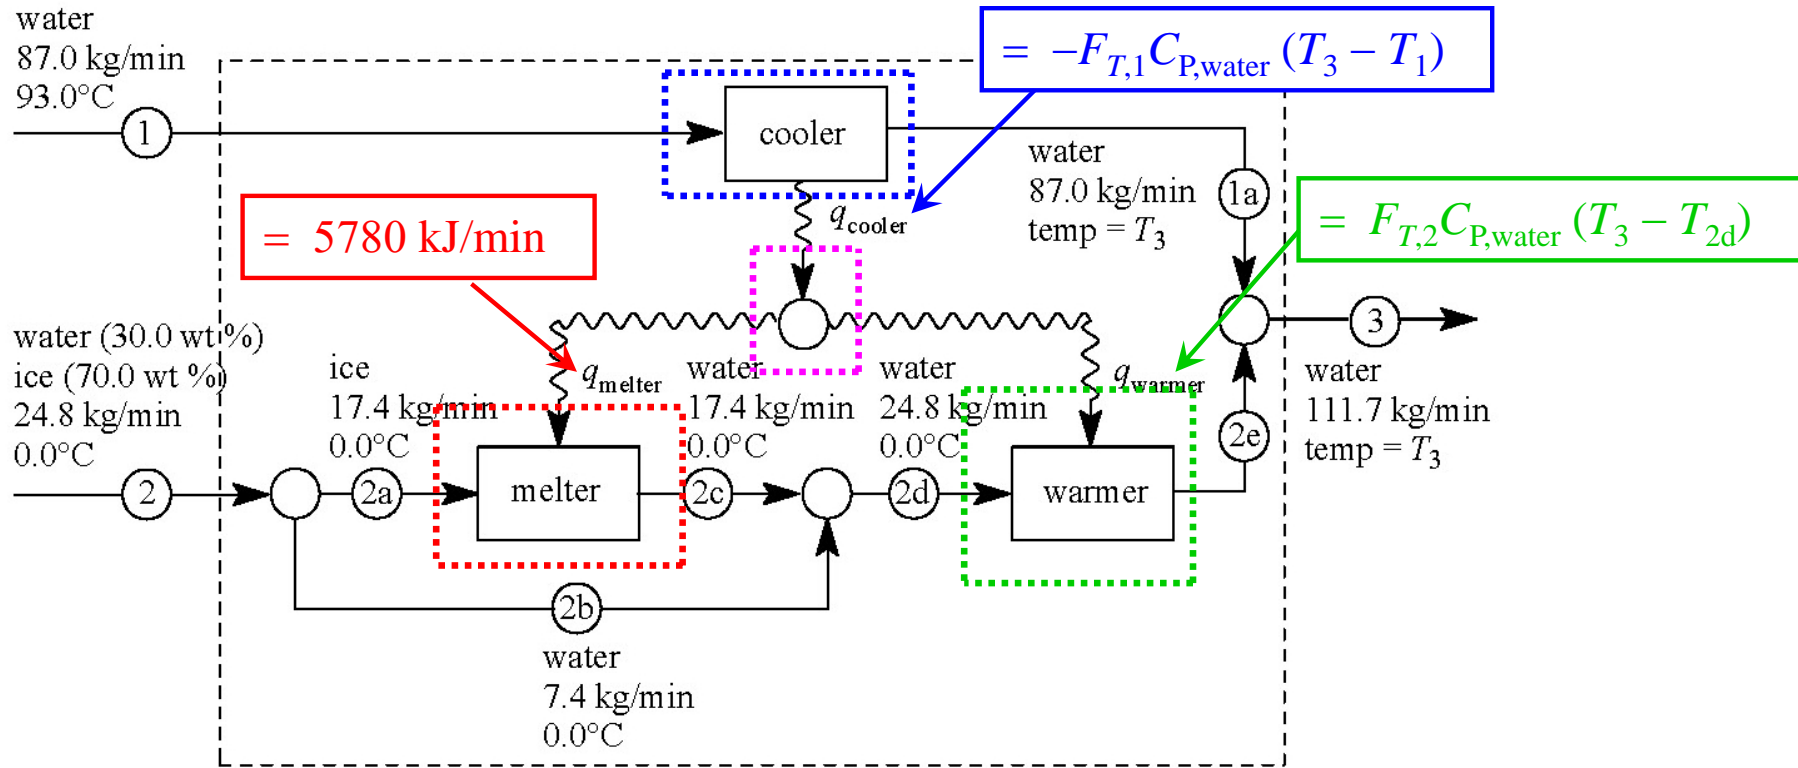 water
87.0 kg/min
93.0°C
1
cooler
= −F_{T,1}C_{P,water} (T_3 − T_1)
water
87.0 kg/min
temp = T_3
1a
q_{cooler}
= 5780 kJ/min
= F_{T,2}C_{P,water} (T_3 − T_{2d})
water (30.0 wt %)
ice (70.0 wt %)
24.8 kg/min
0.0°C
2
ice
17.4 kg/min
0.0°C
2a
q_{melter}
melter
water
17.4 kg/min
0.0°C
2c
water
24.8 kg/min
0.0°C
2d
q_{warmer}
warmer
2e
3
water
111.7 kg/min
temp = T_3
2b
water
7.4 kg/min
0.0°C